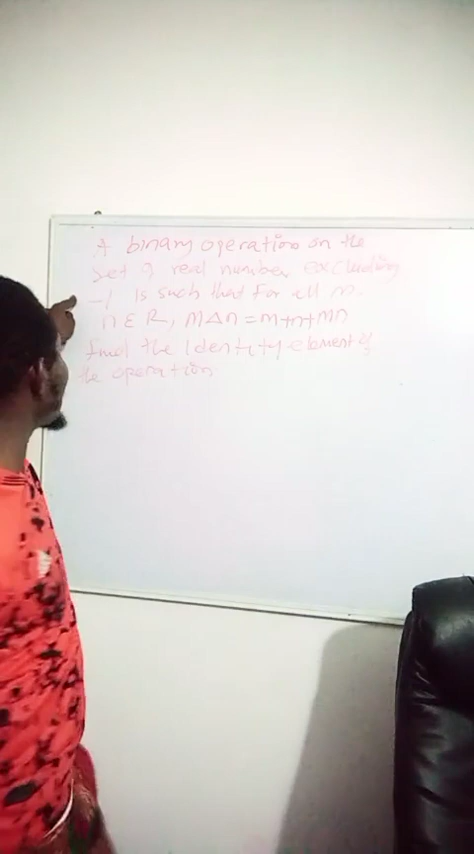 A binary operation on the
set of real number excluding
-1 is such that for all m,
n ∈ R, m Δ n = m+n+mn
find the identity element of
the operation